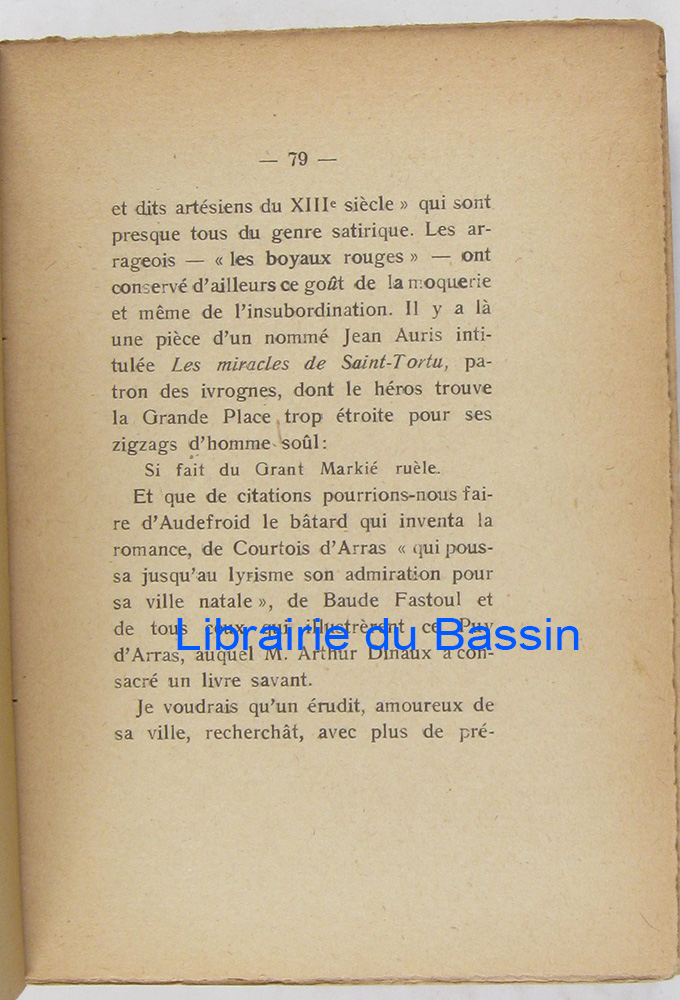 — 79 —
et dits artésiens du XIIIe siècle » qui sont
presque tous du genre satirique. Les ar-
rageois — « les boyaux rouges » — ont
conservé d'ailleurs ce goût de la moquerie
et même de l'insubordination. Il y a là
une pièce d'un nommé Jean Auris inti-
tulée Les miracles de Saint-Tortu, pa-
tron des ivrognes, dont le héros trouve
la Grande Place trop étroite pour ses
zigzags d'homme soûl:
Si fait du Grant Markié ruèle.
Et que de citations pourrions-nous fai-
re d'Audefroid le bâtard qui inventa la
romance, de Courtois d'Arras « qui pous-
sa jusqu'au lyrisme son admiration pour
sa ville natale », de Baude Fastoul et
de tous ceux qui illustrèrent ce Puy
Librairie du Bassin
d'Arras, auquel M. Arthur Dinaux a con-
sacré un livre savant.
Je voudrais qu'un érudit, amoureux de
sa ville, recherchât, avec plus de pré-